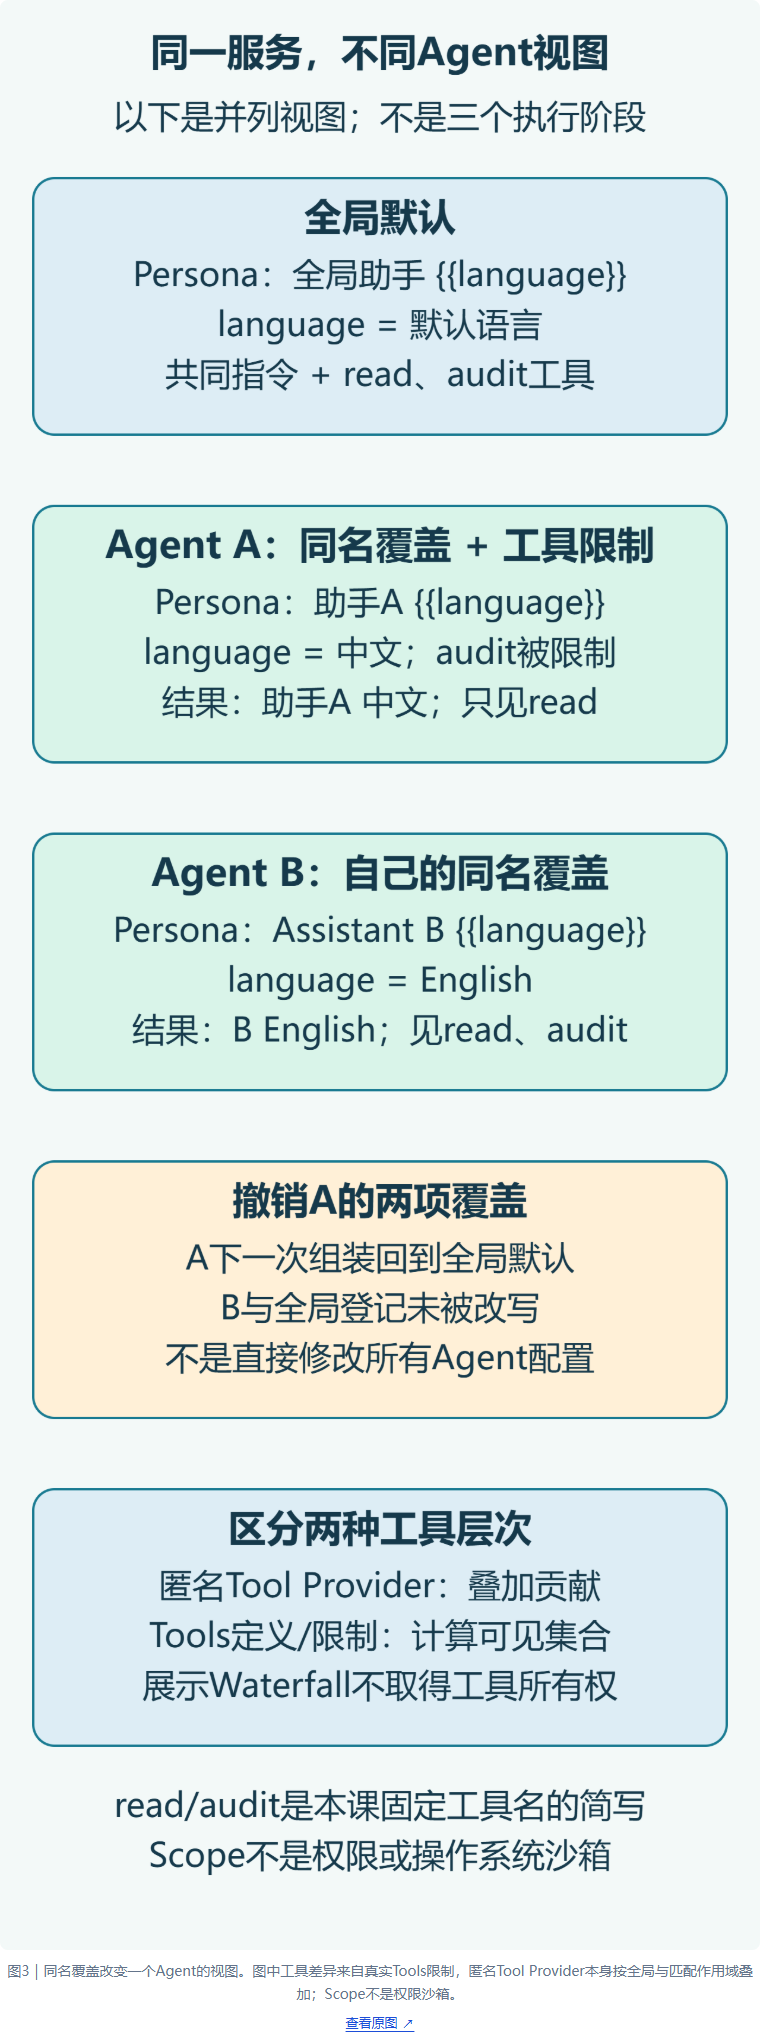 同一服务，不同Agent视图
以下是并列视图；不是三个执行阶段
全局默认
Persona：全局助手 {{language}}
language = 默认语言
共同指令 + read、audit工具
Agent A：同名覆盖 + 工具限制
Persona：助手A {{language}}
language = 中文；audit被限制
结果：助手A 中文；只见read
Agent B：自己的同名覆盖
Persona：Assistant B {{language}}
language = English
结果：B English；见read、audit
撤销A的两项覆盖
A下一次组装回到全局默认
B与全局登记未被改写
不是直接修改所有Agent配置
区分两种工具层次
匿名Tool Provider：叠加贡献
Tools定义/限制：计算可见集合
展示Waterfall不取得工具所有权
read/audit是本课固定工具名的简写
Scope不是权限或操作系统沙箱
图3｜同名覆盖改变一个Agent的视图。图中工具差异来自真实Tools限制，匿名Tool Provider本身按全局与匹配作用域叠
加；Scope不是权限沙箱。
查看原图 ↗